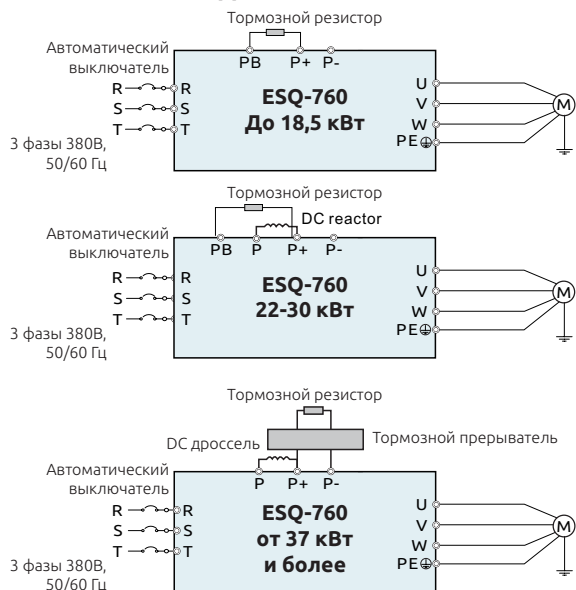 Тормозной резистор
Автоматический
выключатель
PB P+ P-
R R
S S
T T
3 фазы 380В,
50/60 Гц
ESQ-760
До 18,5 кВт
U
V
W
PE
M
Тормозной резистор
DC reactor
Автоматический
выключатель
PB P P+ P-
R R
S S
T T
3 фазы 380В,
50/60 Гц
ESQ-760
22-30 кВт
U
V
W
PE
M
Тормозной резистор
DC дроссель
Тормозной прерыватель
Автоматический
выключатель
P P+ P-
R R
S S
T T
3 фазы 380В,
50/60 Гц
ESQ-760
от 37 кВт
и более
U
V
W
PE
M